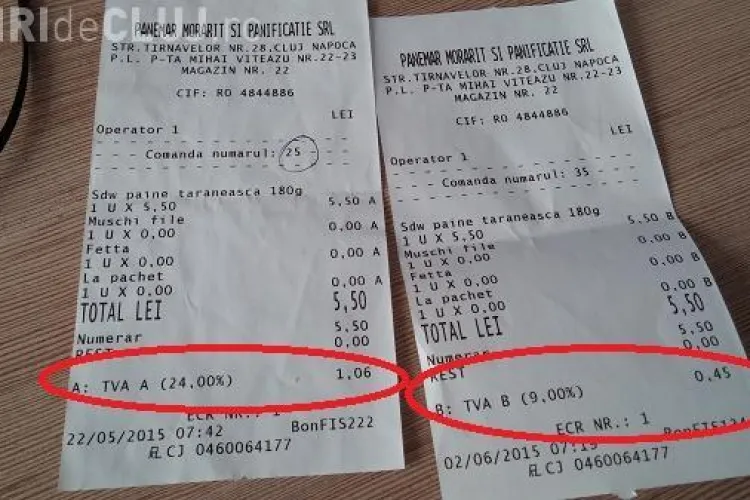 ȘTIRIdeCLUJ.ro
PANEMAR MORARIT SI PANIFICATIE SRL
STR.TIRNAVELOR NR.28,CLUJ NAPOCA
P.L. P-TA MIHAI VITEAZU NR.22-23
MAGAZIN NR. 22
CIF: RO 4844886
LEI
Operator 1
- - - - - - - - - - - - - - - -
- - - Comanda numarul: 25 - - -
- - - - - - - - - - - - - - - -
Sdw paine taraneasca 180g
1 U X 5,50 5,50 A
Muschi file
1 U X 0,00 0,00 A
Fetta
1 U X 0,00 0,00 A
La pachet
1 U X 0,00 0,00 A
TOTAL LEI 5,50
Numerar 5,50
REST 0,00
A: TVA A (24,00%) 1,06
ECR NR.: 1
22/05/2015 07:42 BonFIS222
CJ 0460064177
PANEMAR MORARIT SI PANIFICATIE SRL
STR.TIRNAVELOR NR.28,CLUJ NAPOCA
P.L. P-TA MIHAI VITEAZU NR.22-23
MAGAZIN NR. 22
CIF: RO 4844886
LEI
Operator 1
- - - - - - - - - - - - - - - -
- - - Comanda numarul: 35 - - -
- - - - - - - - - - - - - - - -
Sdw paine taraneasca 180g
1 U X 5,50 5,50 B
Muschi file
1 U X 0,00 0,00 B
Fetta
1 U X 0,00 0,00 B
La pachet
1 U X 0,00 0,00 B
TOTAL LEI 5,50
Numerar 5,50
REST 0,00
B: TVA B (9,00%) 0,45
ECR NR.: 1
02/06/2015
CJ 0460064177